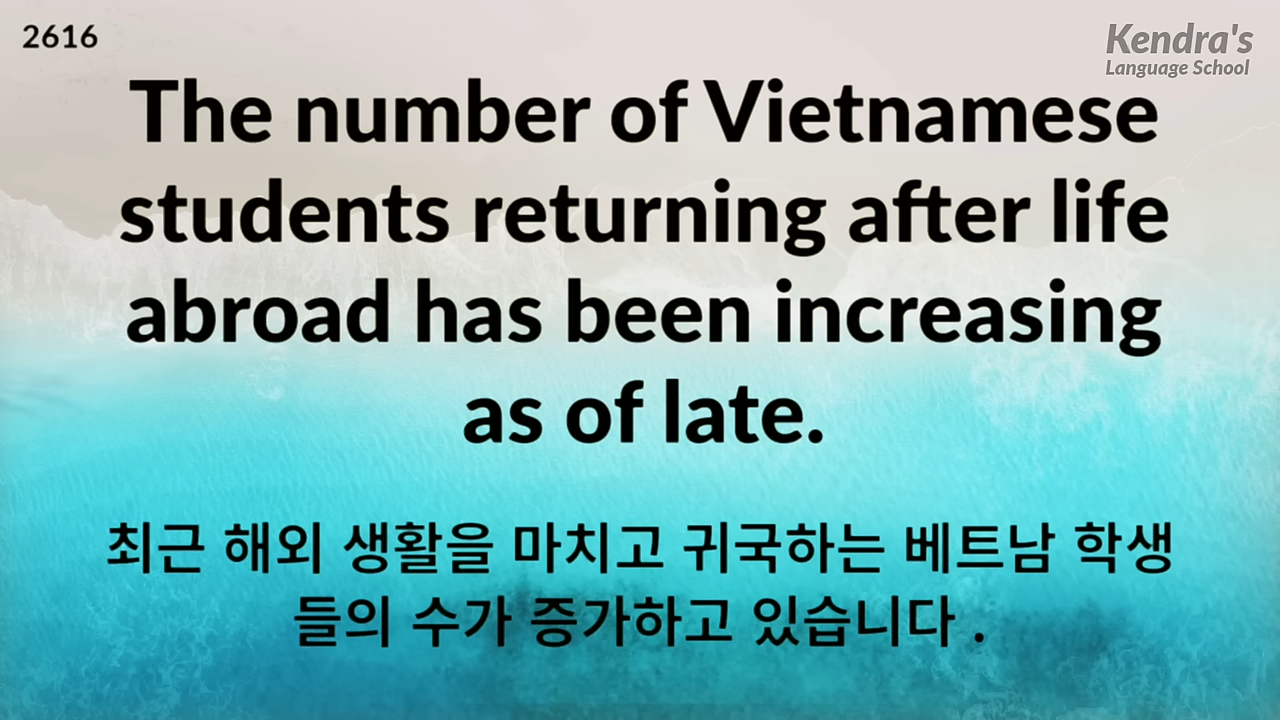 2616
Kendra's
Language School
The number of Vietnamese
students returning after life
abroad has been increasing
as of late.
최근 해외 생활을 마치고 귀국하는 베트남 학생
들의 수가 증가하고 있습니다 .